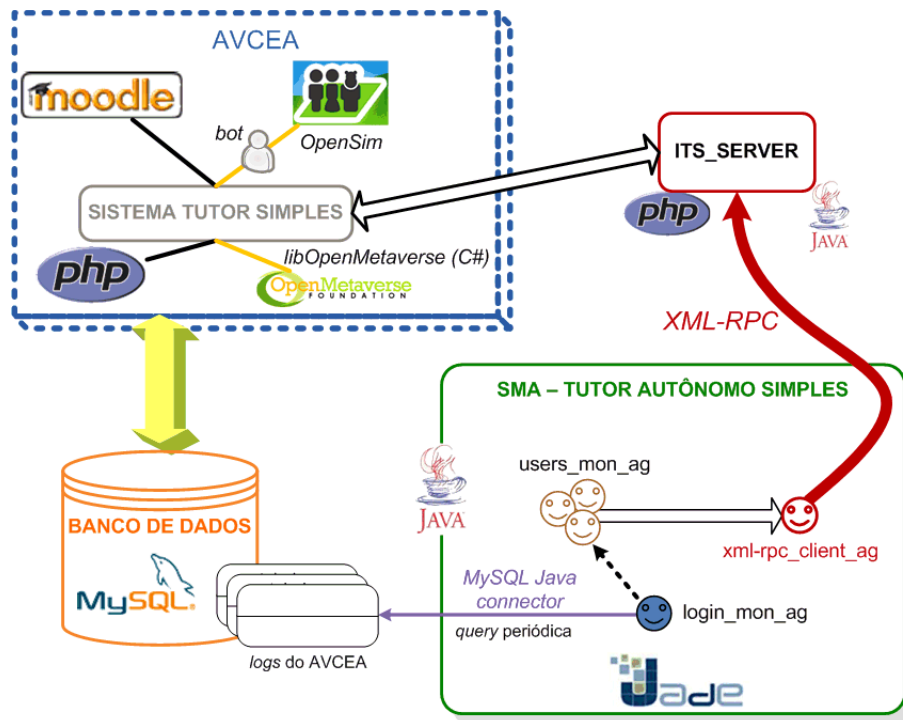 AVCEA
moodle
bot
OpenSim
SISTEMA TUTOR SIMPLES
php
libOpenMetaverse (C#)
OpenMetaverse
FOUNDATION
ITS_SERVER
php
JAVA
XML-RPC
SMA – TUTOR AUTÔNOMO SIMPLES
JAVA
users_mon_ag
xml-rpc_client_ag
MySQL Java
connector
query periódica
login_mon_ag
Jade
BANCO DE DADOS
MySQL®
logs do AVCEA